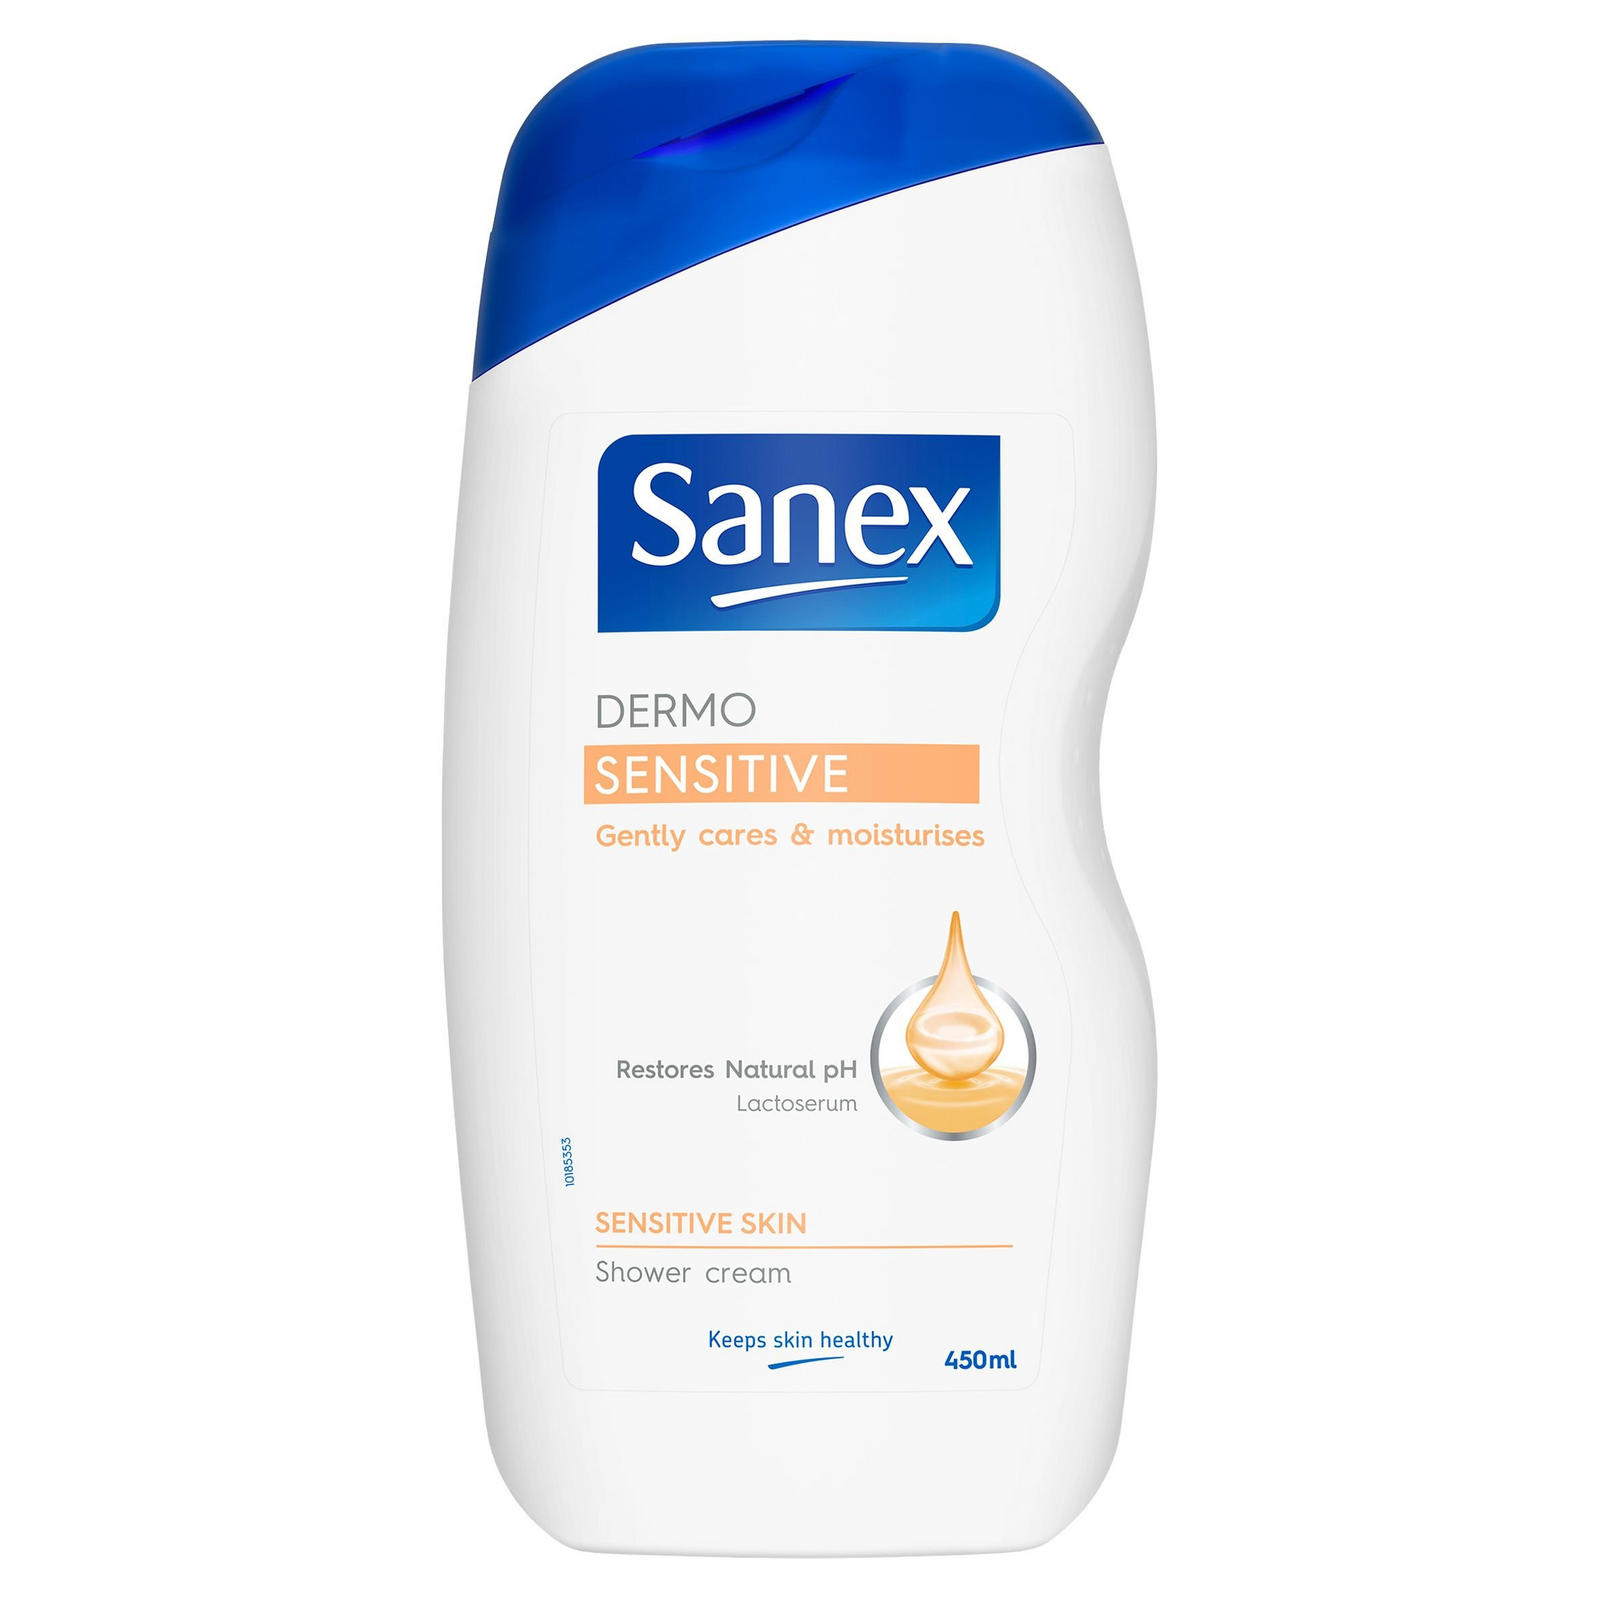 Sanex
DERMO
SENSITIVE
Gently cares & moisturises
Restores Natural pH
Lactoserum
10185353
SENSITIVE SKIN
Shower cream
Keeps skin healthy
450ml